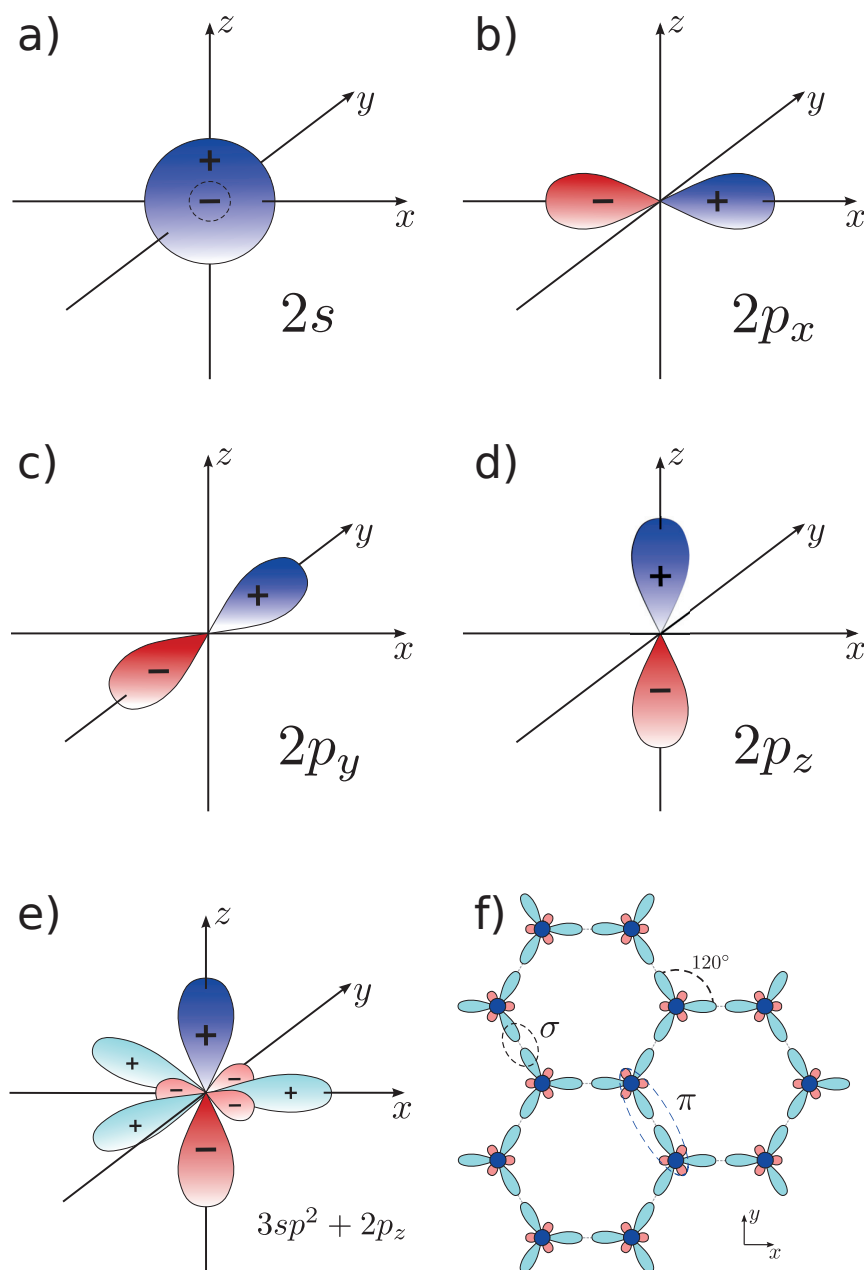 a)
z
y
+
−
x
2s
b)
z
y
− +
x
2p_x
c)
z
y
+
−
x
2p_y
d)
z
y
+
−
x
2p_z
e)
z
y
+
+ −
− +
+ −
x
−
3sp² + 2p_z
f)
120°
σ
π
y
x